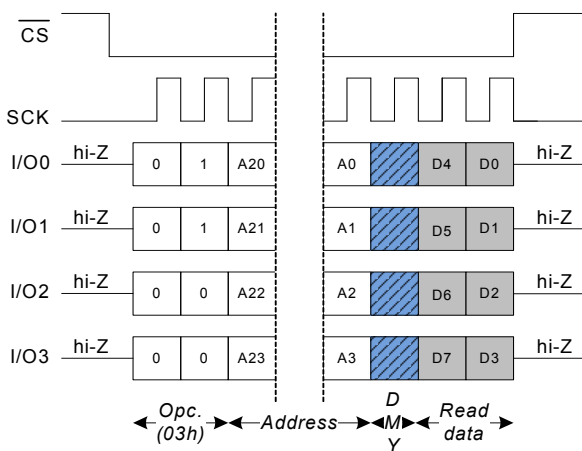 CS
SCK
I/O0 hi-Z 0 1 A20 A0 D4 D0 hi-Z
I/O1 hi-Z 0 1 A21 A1 D5 D1 hi-Z
I/O2 hi-Z 0 0 A22 A2 D6 D2 hi-Z
I/O3 hi-Z 0 0 A23 A3 D7 D3 hi-Z
Opc. (03h) Address DMY Read data